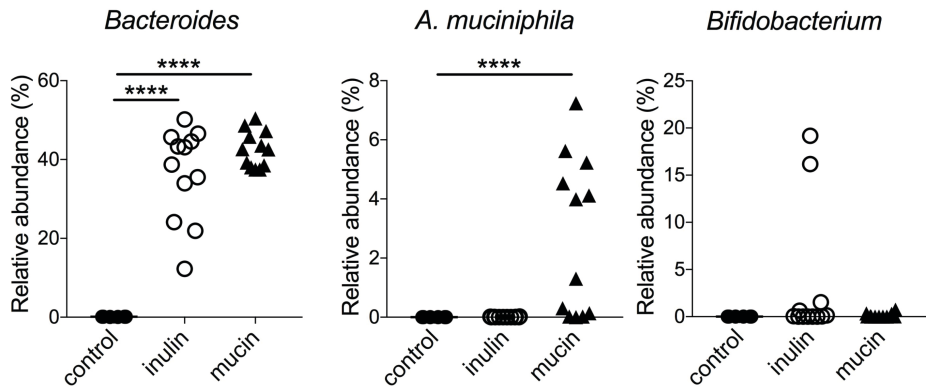 Bacteroides
****
****
Relative abundance (%)
60
40
20
0
control
inulin
mucin
A. muciniphila
****
Relative abundance (%)
8
6
4
2
0
control
inulin
mucin
Bifidobacterium
Relative abundance (%)
25
20
15
10
5
0
control
inulin
mucin